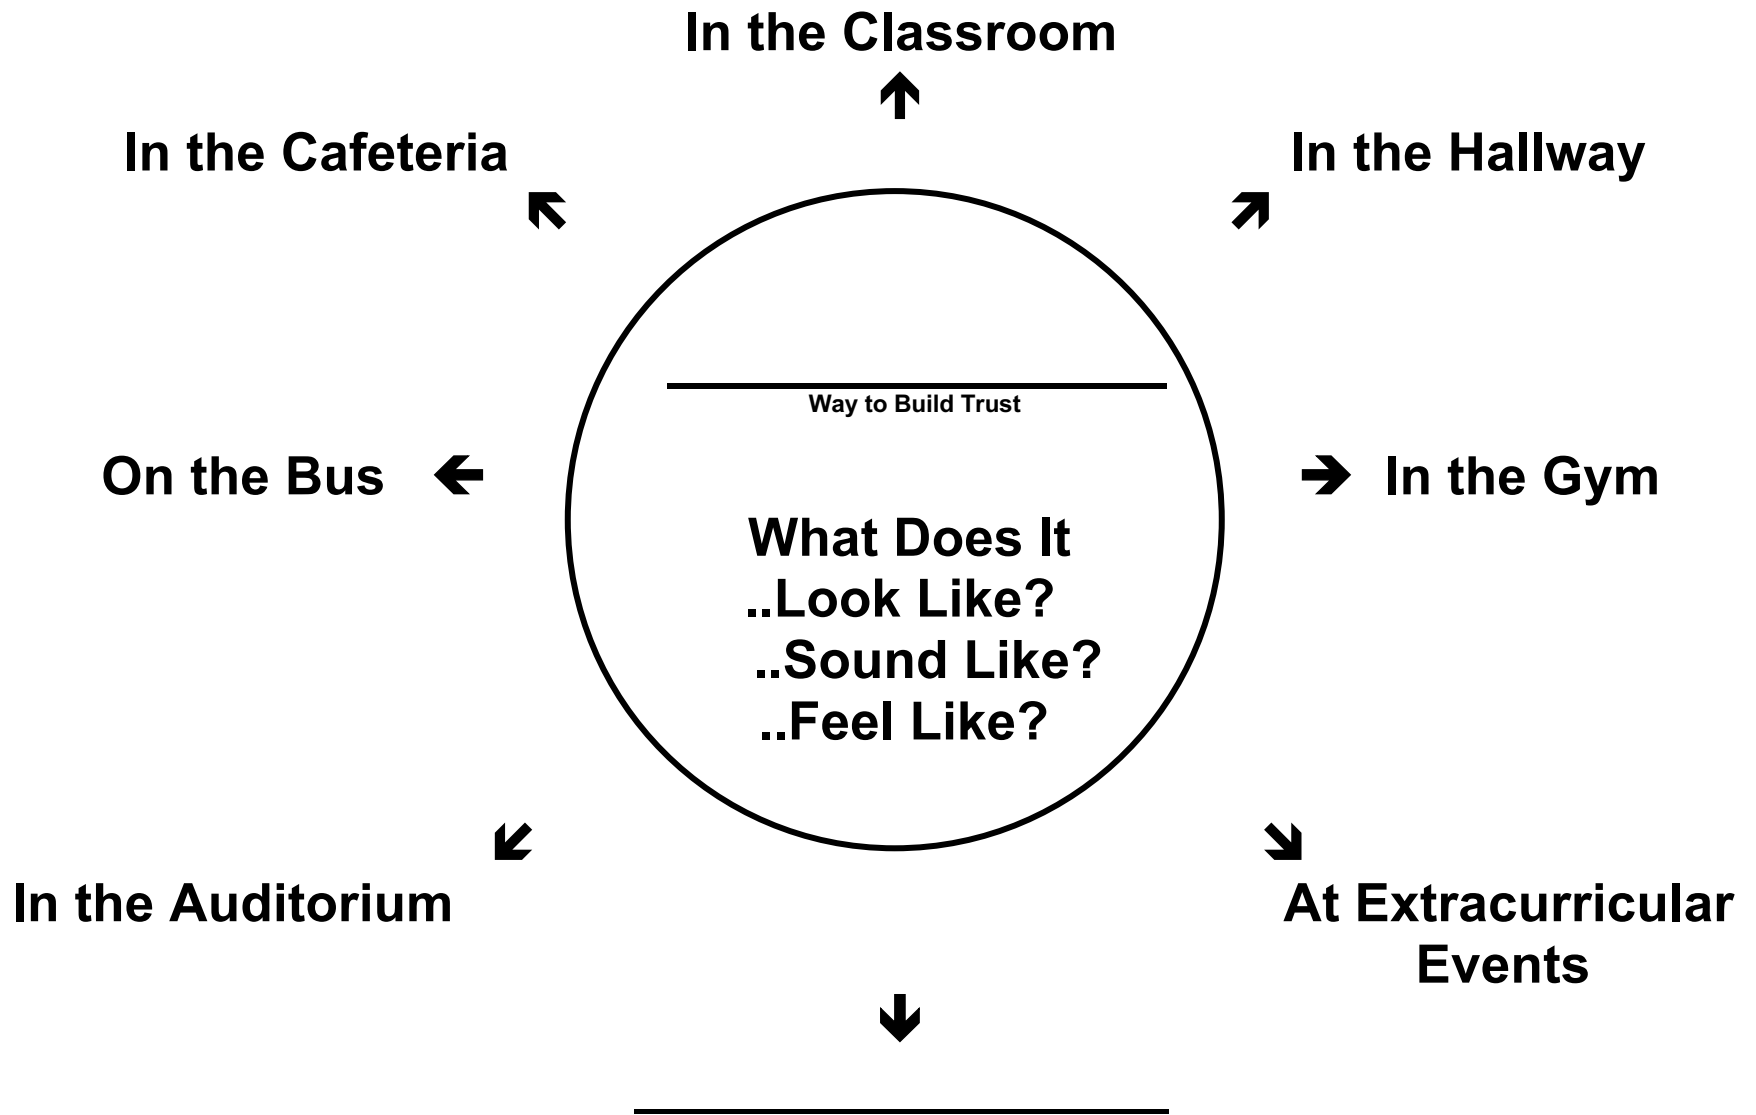 In the Classroom
In the Cafeteria
In the Hallway
Way to Build Trust
On the Bus
In the Gym
What Does It
..Look Like?
..Sound Like?
..Feel Like?
In the Auditorium
At Extracurricular
Events